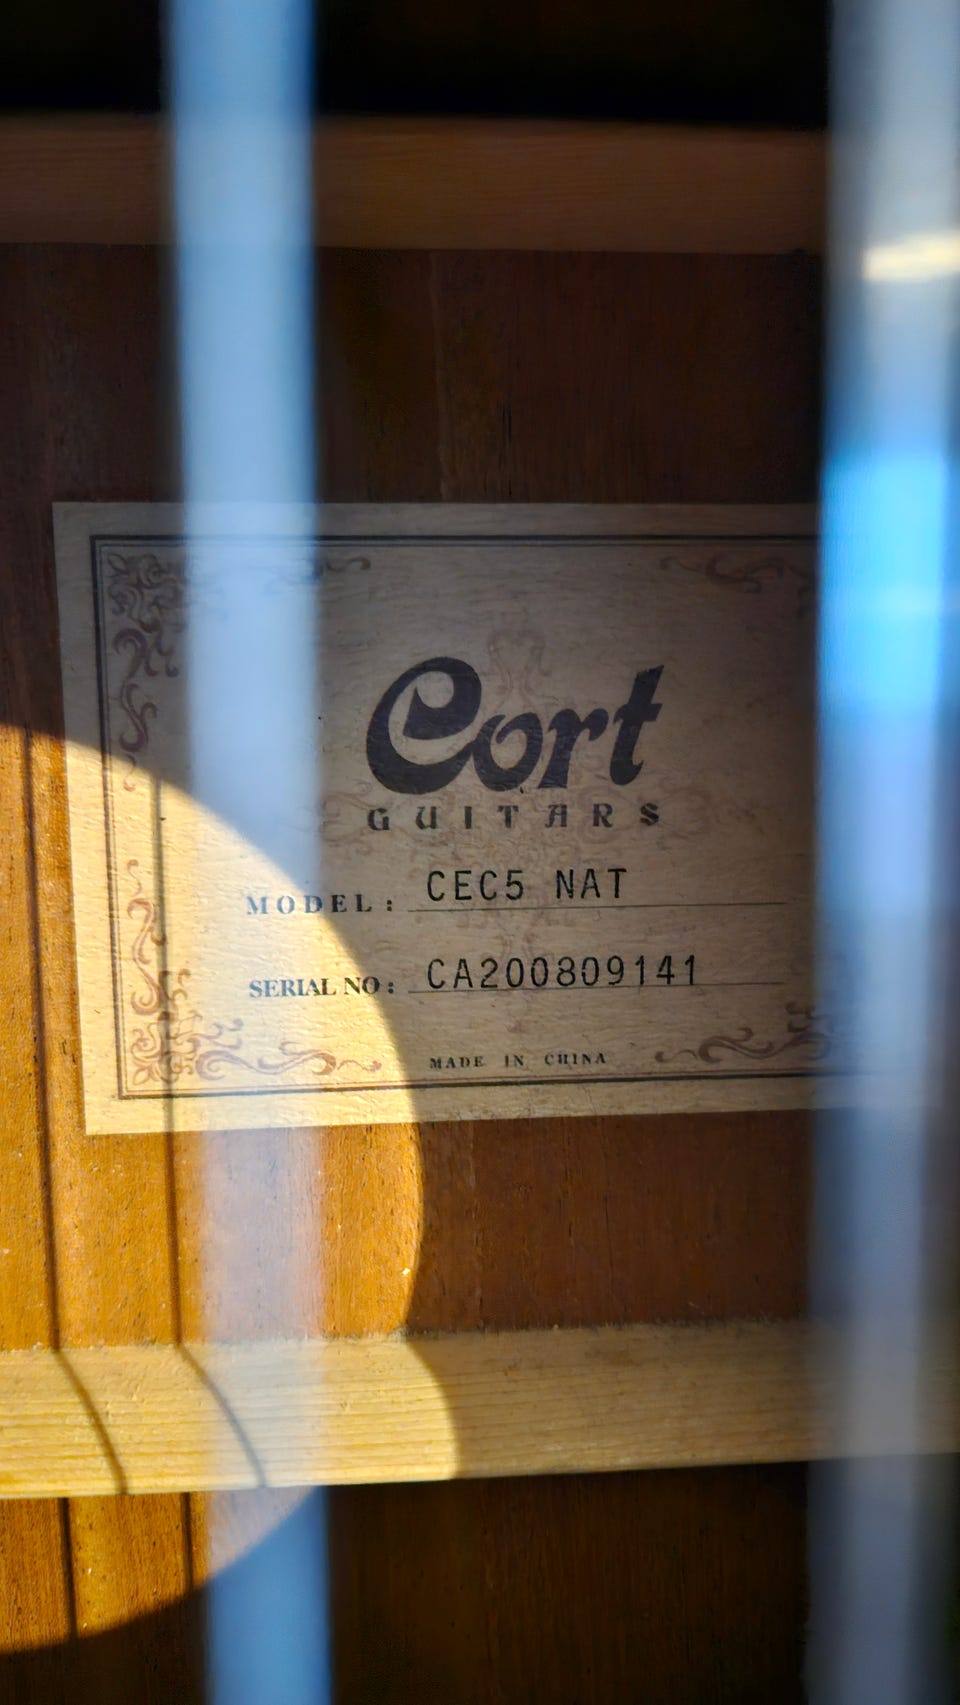 Cort
GUITARS
MODEL: CEC5 NAT
SERIAL NO: CA200809141
MADE IN CHINA